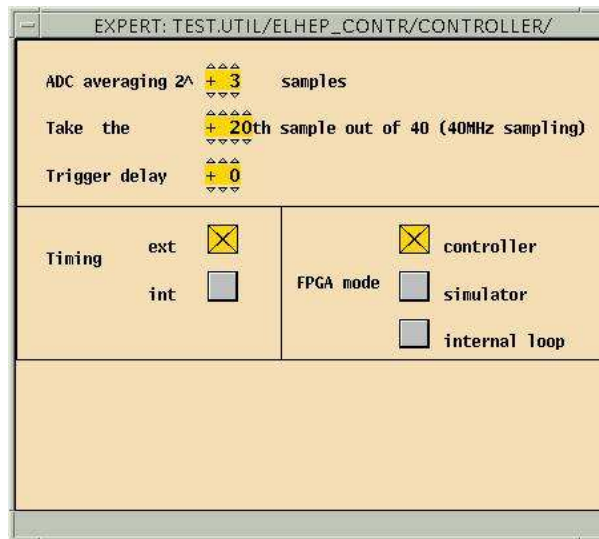 EXPERT: TEST.UTIL/ELHEP_CONTR/CONTROLLER/
ADC averaging 2^ + 3 samples
Take the + 20th sample out of 40 (40MHz sampling)
Trigger delay + 0
Timing
ext
int
FPGA mode
controller
simulator
internal loop